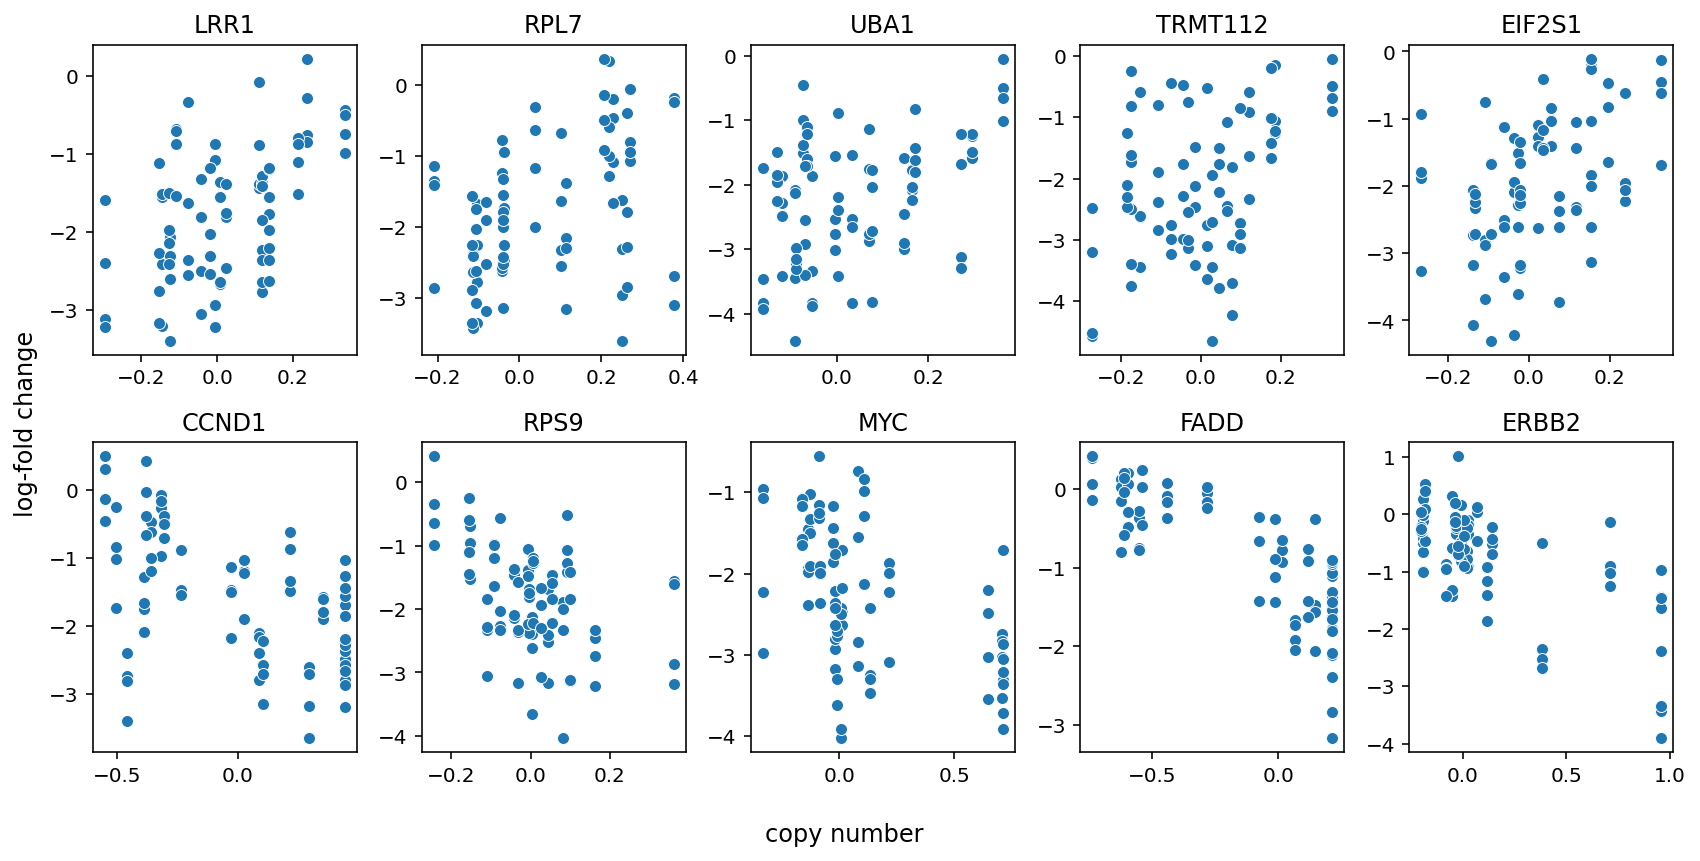 LRR1 RPL7 UBA1 TRMT112 EIF2S1
0 0 0 0 0
−1 −1 −1 −1 −1
−2 −2 −2 −2 −2
−3 −3 −3 −3 −3
−4 −4 −4
−0.2 0.0 0.2 −0.2 0.0 0.2 0.4 0.0 0.2 −0.2 0.0 0.2 −0.2 0.0 0.2
log-fold change
CCND1 RPS9 MYC FADD ERBB2
0 0 −1 0 1
−1 −1 −2 −1 0
−2 −2 −3 −2 −1
−3 −3 −4 −3 −2
−4 −3
−4
−0.5 0.0 −0.2 0.0 0.2 0.0 0.5 −0.5 0.0 0.0 0.5 1.0
copy number